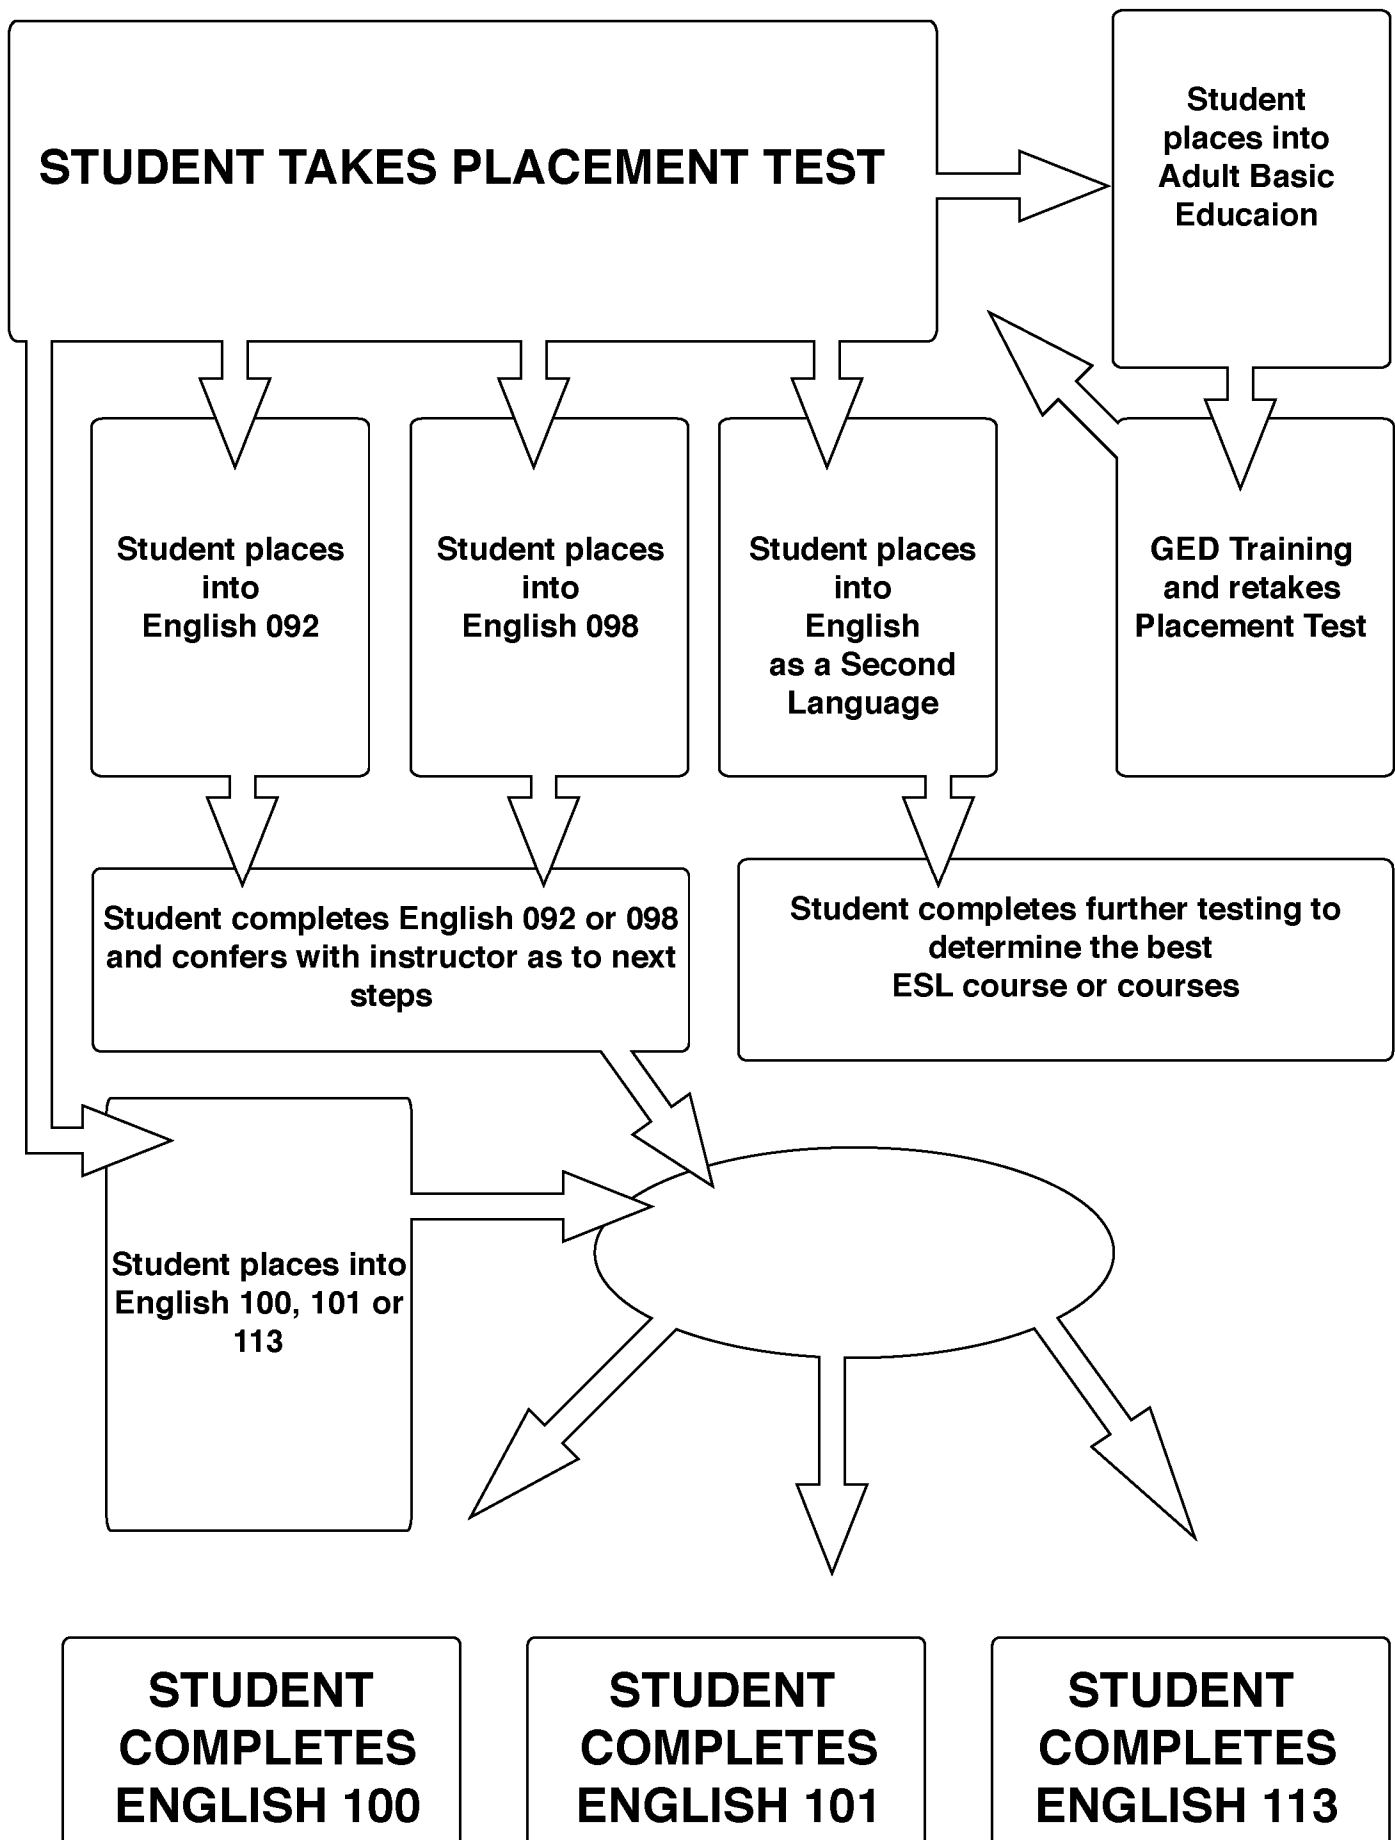 STUDENT TAKES PLACEMENT TEST
Student
places into
Adult Basic
Educaion
Student places
into
English 092
Student places
into
English 098
Student places
into
English
as a Second
Language
GED Training
and retakes
Placement Test
Student completes English 092 or 098
and confers with instructor as to next
steps
Student completes further testing to
determine the best
ESL course or courses
Student places into
English 100, 101 or
113
STUDENT
COMPLETES
ENGLISH 100
STUDENT
COMPLETES
ENGLISH 101
STUDENT
COMPLETES
ENGLISH 113